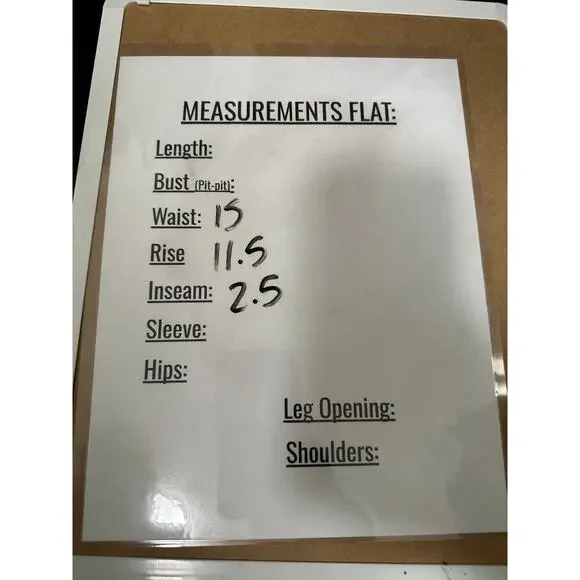 MEASUREMENTS FLAT:
Length:
Bust (Pit-pit):
Waist: 15
Rise 11.5
Inseam: 2.5
Sleeve:
Hips:
Leg Opening:
Shoulders: